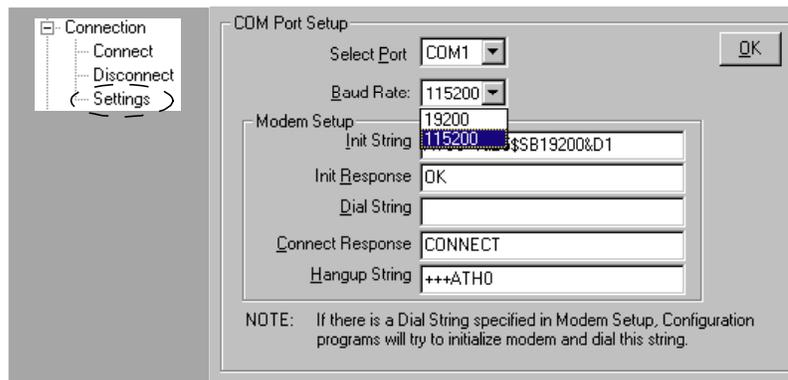 Connection
Connect
Disconnect
Settings
COM Port Setup
Select Port COM1
OK
Baud Rate: 115200
19200
115200
Modem Setup
Init String $SB19200&D1
Init Response OK
Dial String
Connect Response CONNECT
Hangup String +++ATH0
NOTE: If there is a Dial String specified in Modem Setup, Configuration
programs will try to initialize modem and dial this string.